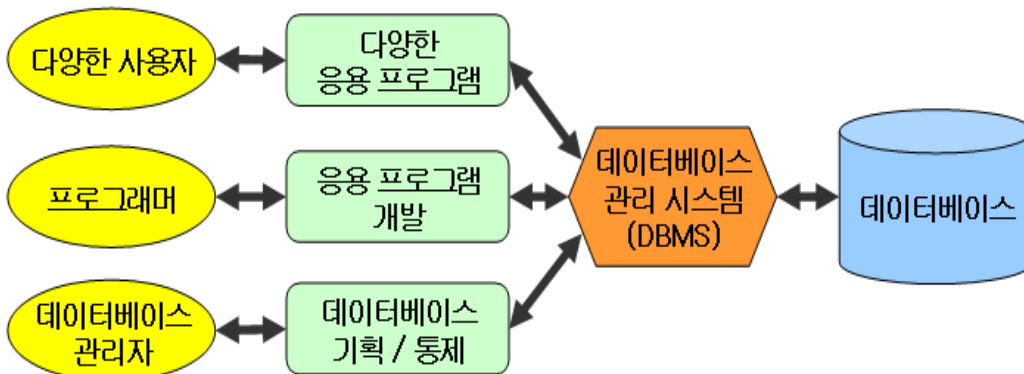 다양한 사용자
다양한
응용 프로그램
프로그래머
응용 프로그램
개발
데이터베이스
관리자
데이터베이스
기획 / 통제
데이터베이스
관리 시스템
(DBMS)
데이터베이스